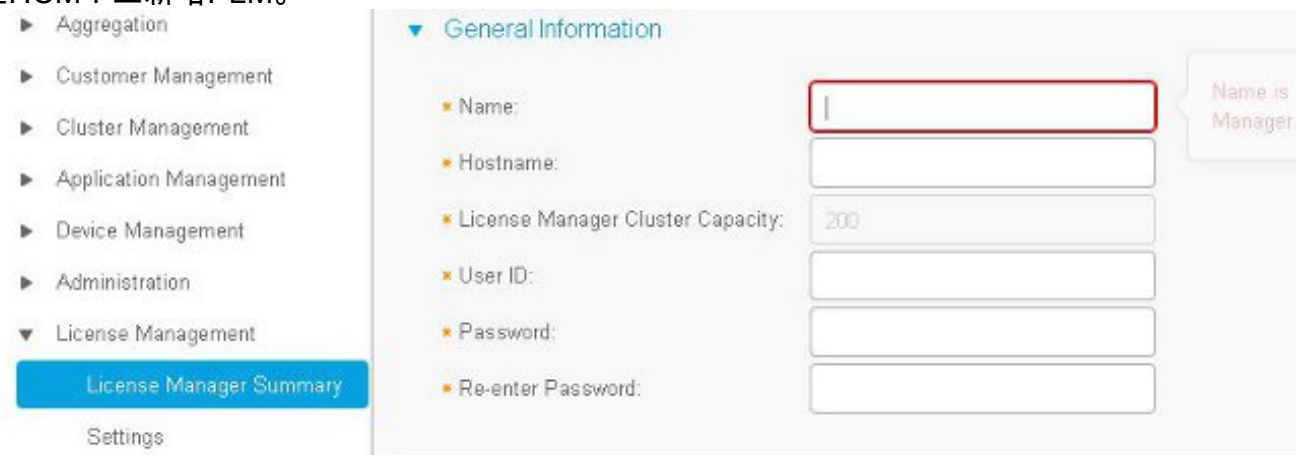 Aggregation
Customer Management
Cluster Management
Application Management
Device Management
Administration
License Management
License Manager Summary
Settings
General Information
* Name:
Name is
Manager
* Hostname:
* License Manager Cluster Capacity: 200
* User ID:
* Password:
* Re-enter Password: